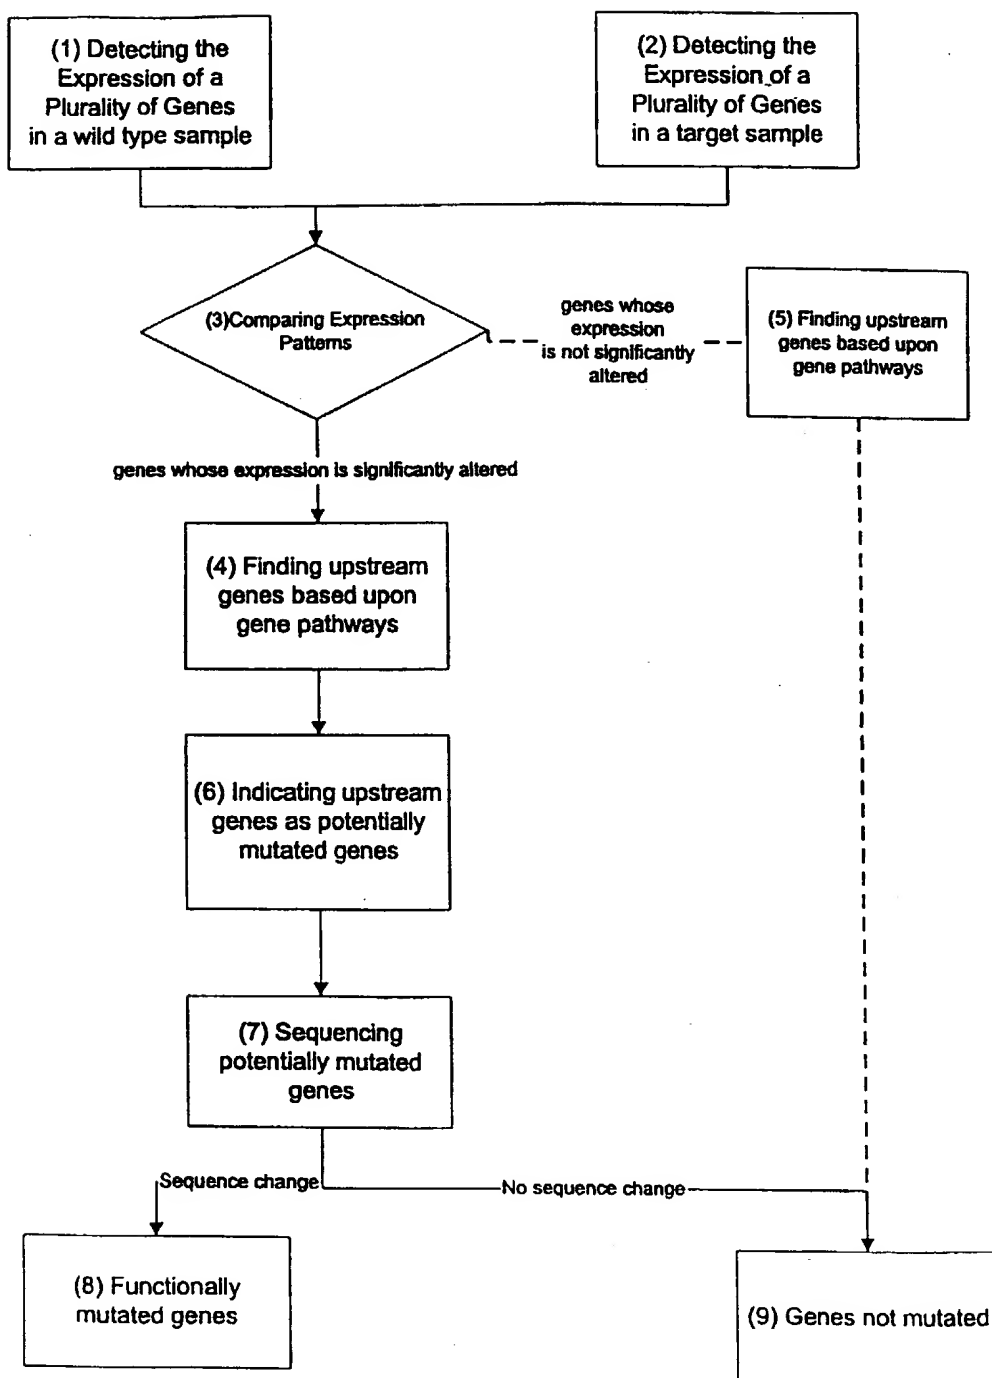 (1) Detecting the
Expression of a
Plurality of Genes
in a wild type sample
(2) Detecting the
Expression of a
Plurality of Genes
in a target sample
(3)Comparing Expression
Patterns
genes whose
expression
is not significantly
altered
(5) Finding upstream
genes based upon
gene pathways
genes whose expression is significantly altered
(4) Finding upstream
genes based upon
gene pathways
(6) Indicating upstream
genes as potentially
mutated genes
(7) Sequencing
potentially mutated
genes
Sequence change
No sequence change
(8) Functionally
mutated genes
(9) Genes not mutated